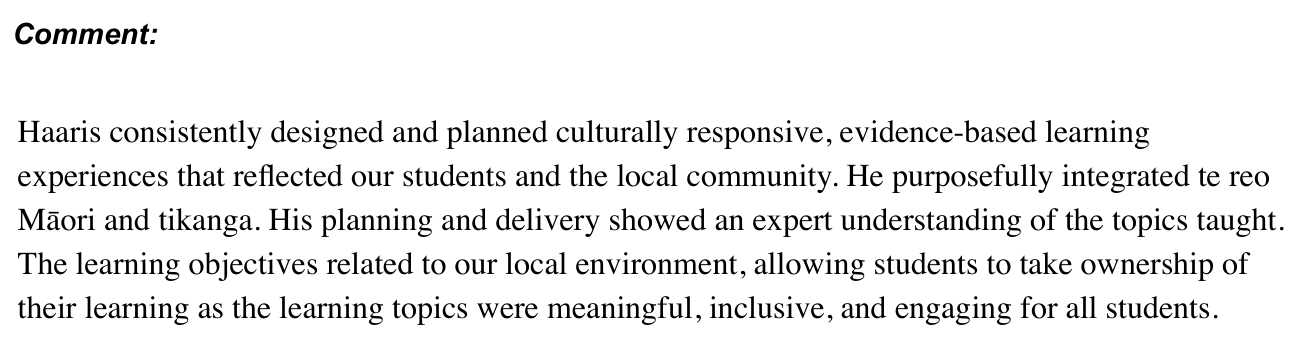 Comment:
Haaris consistently designed and planned culturally responsive, evidence-based learning
experiences that reflected our students and the local community. He purposefully integrated te reo
Māori and tikanga. His planning and delivery showed an expert understanding of the topics taught.
The learning objectives related to our local environment, allowing students to take ownership of
their learning as the learning topics were meaningful, inclusive, and engaging for all students.